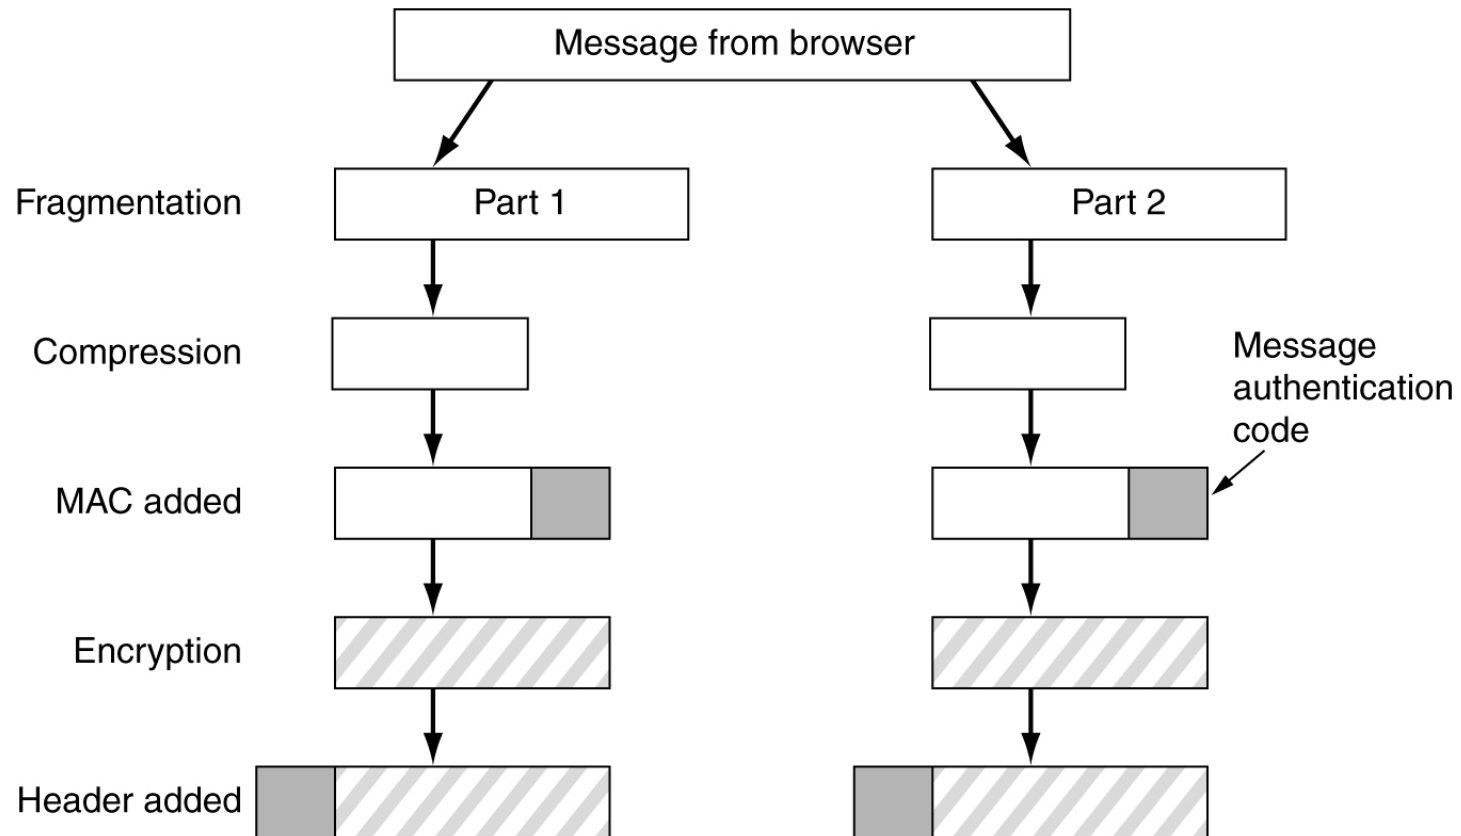 Message from browser
Fragmentation
Part 1
Part 2
Compression
Message
authentication
code
MAC added
Encryption
Header added